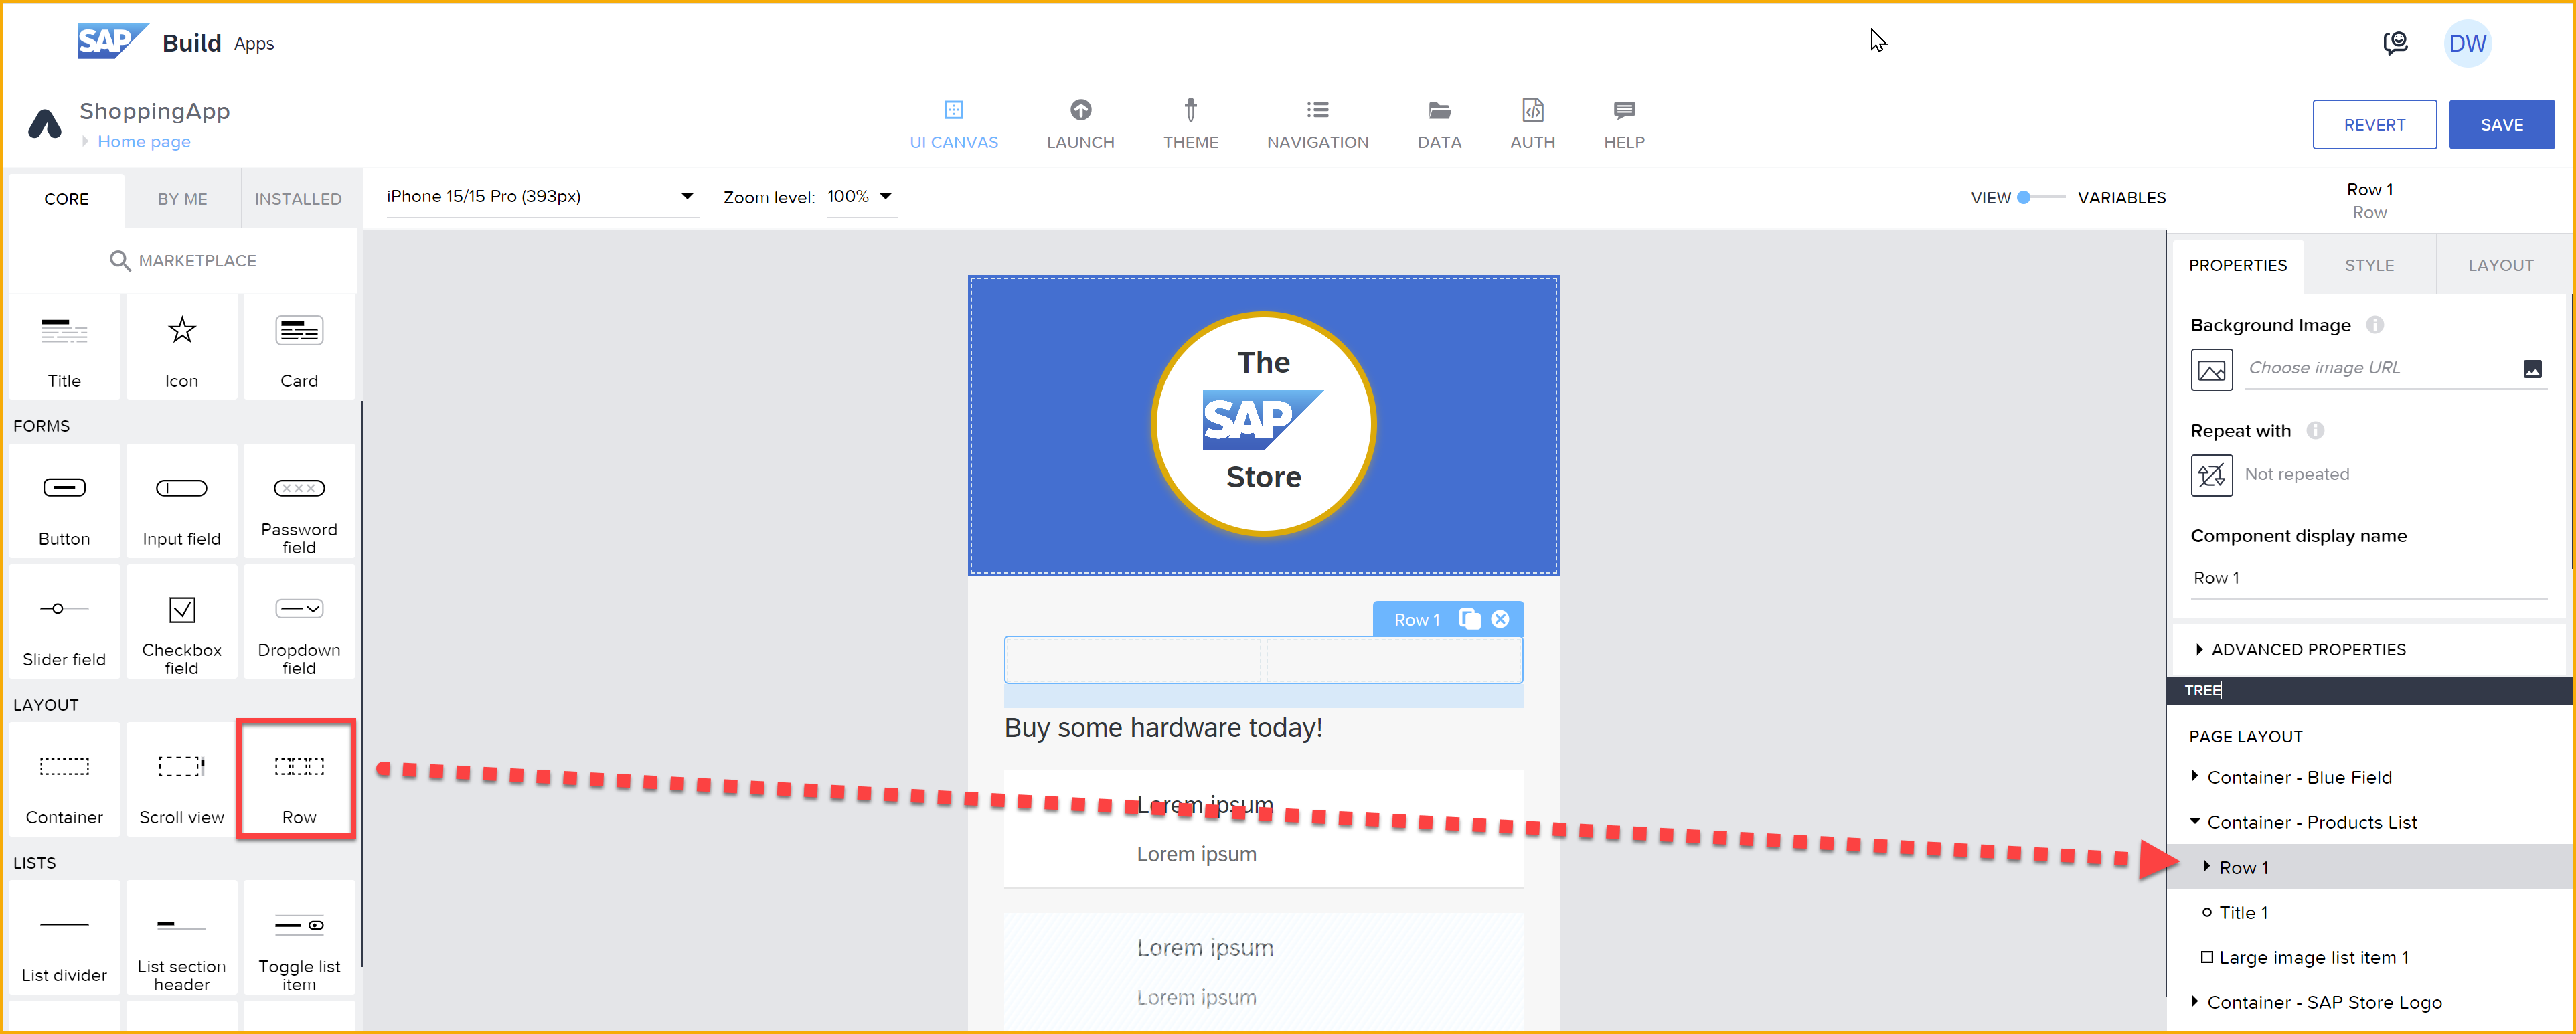 SAP Build Apps
DW
ShoppingApp
Home page
UI CANVAS
LAUNCH
THEME
NAVIGATION
DATA
AUTH
HELP
REVERT
SAVE
CORE
BY ME
INSTALLED
iPhone 15/15 Pro (393px)
Zoom level: 100%
VIEW
VARIABLES
Row 1
Row
MARKETPLACE
Title
Icon
Card
FORMS
Button
Input field
Password
field
Slider field
Checkbox
field
Dropdown
field
LAYOUT
Container
Scroll view
Row
LISTS
List divider
List section
header
Toggle list
item
The
SAP
Store
Row 1
Buy some hardware today!
Lorem ipsum
Lorem ipsum
Lorem ipsum
Lorem ipsum
PROPERTIES
STYLE
LAYOUT
Background Image
Choose image URL
Repeat with
Not repeated
Component display name
Row 1
ADVANCED PROPERTIES
TREE
PAGE LAYOUT
Container - Blue Field
Container - Products List
Row 1
Title 1
Large image list item 1
Container - SAP Store Logo